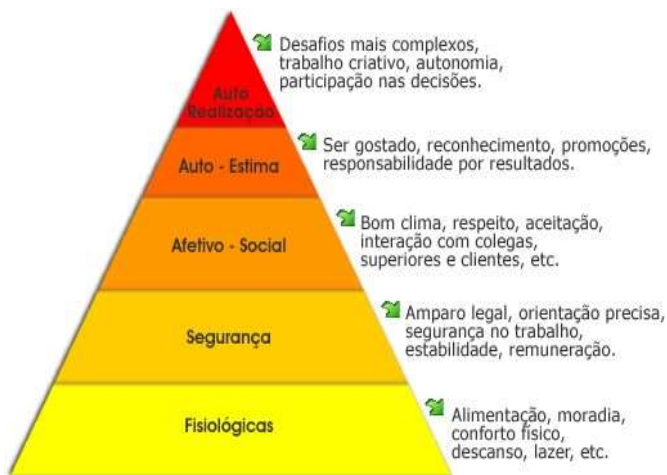 Desafios mais complexos,
trabalho criativo, autonomia,
participação nas decisões.
Auto
Realização
Ser gostado, reconhecimento, promoções,
responsabilidade por resultados.
Auto - Estima
Bom clima, respeito, aceitação,
interação com colegas,
superiores e clientes, etc.
Afetivo - Social
Amparo legal, orientação precisa,
segurança no trabalho,
estabilidade, remuneração.
Segurança
Alimentação, moradia,
conforto físico,
descanso, lazer, etc.
Fisiológicas